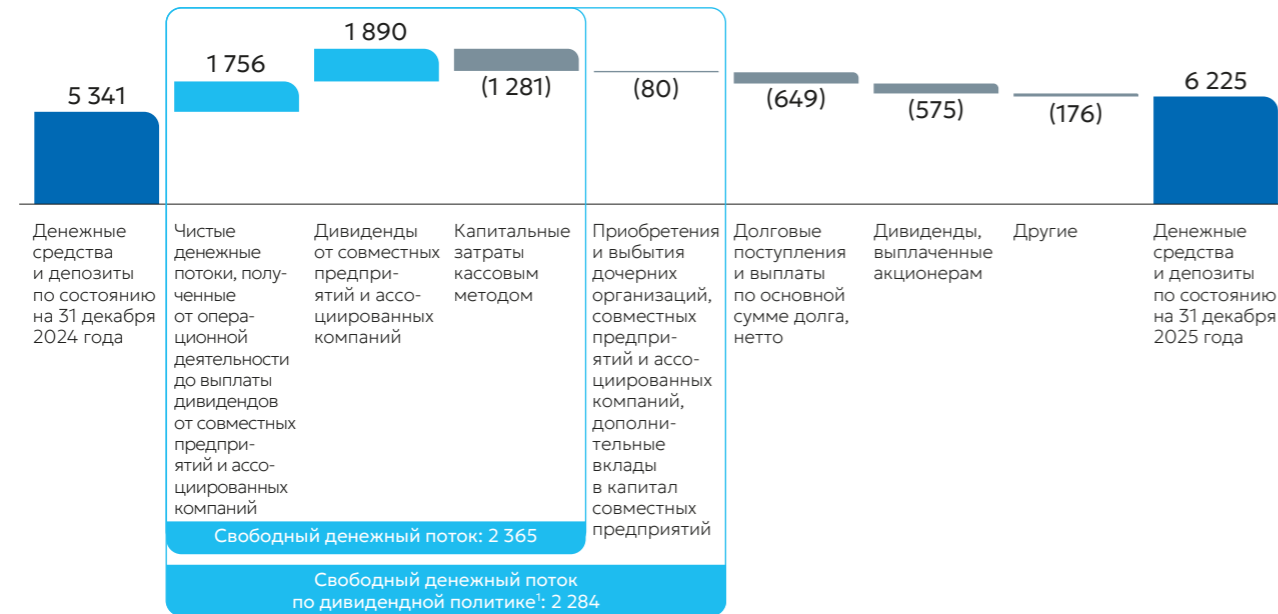 5 341
1 756
1 890
(1 281)
(80)
(649)
(575)
(176)
6 225
Денежные
средства
и депозиты
по состоянию
на 31 декабря
2024 года
Чистые
денежные
потоки, полу-
ченные
от опера-
ционной
деятельности
до выплаты
дивидендов
от совместных
предпри-
ятий и ассо-
циированных
компаний
Дивиденды
от совместных
предпри-
ятий и ассо-
циированных
компаний
Капитальные
затраты
кассовым
методом
Приобретения
и выбытия
дочерних
организаций,
совместных
предпри-
ятий и ассо-
циированных
компаний,
дополни-
тельные
вклады
в капитал
совместных
предприятий
Долговые
поступления
и выплаты
по основной
сумме долга,
нетто
Дивиденды,
выплаченные
акционерам
Другие
Денежные
средства
и депозиты
по состоянию
на 31 декабря
2025 года
Свободный денежный поток: 2 365
Свободный денежный поток
по дивидендной политике¹: 2 284